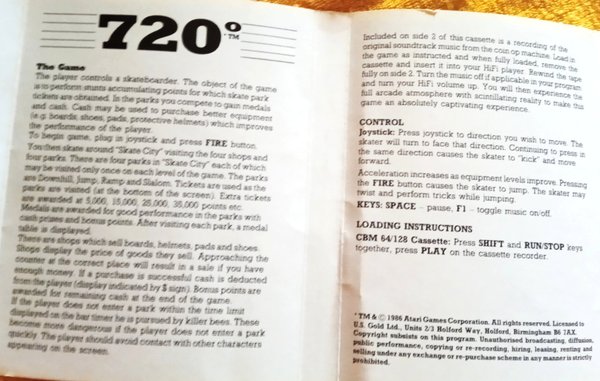 720°™
The Game
The player controls a skateboarder. The object of the game
is to perform stunts accumulating points for which skate park
tickets are obtained. In the parks you compete to gain medals
and cash. Cash may be used to purchase better equipment
(e.g. boards, shoes, pads, protective helmets) which improves
the performance of the player.
To begin game, plug in joystick and press FIRE button.
You then skate around "Skate City" visiting the four shops and
four parks. There are four parks in "Skate City" each of which
may be visited only once on each level of the game. The parks
are Downhill, Jump, Ramp and Slalom. Tickets are used as the
parks are visited (at the bottom of the screen). Extra tickets
are awarded at 5,000, 15,000, 25,000, 35,000 points etc.
Medals are awarded for good performance in the parks with
cash prizes and bonus points. After visiting each park, a medal
table is displayed.
There are shops which sell boards, helmets, pads and shoes.
Shops display the price of goods they sell. Approaching the
counter at the correct place will result in a sale if you have
enough money. If a purchase is successful cash is deducted
from the player (display indicated by $ sign). Bonus points are
awarded for remaining cash at the end of the game.
If the player does not enter a park within the time limit
displayed on the bar timer he is pursued by killer bees. These
become more dangerous if the player does not enter a park
quickly. The player should avoid contact with other characters
appearing on the screen.
Included on side 2 of this cassette is a recording of the
original soundtrack music from the coin op machine. Load in
the game as instructed and when fully loaded, remove the
cassette and insert it into your HiFi player. Rewind the tape
fully on side 2. Turn the music off if applicable in your program
and turn your HiFi volume up. You will then experience the
full arcade atmosphere with scintillating reality to make this
game an absolutely captivating experience.
CONTROL
Joystick: Press joystick to direction you wish to move. The
skater will turn to face that direction. Continuing to press in
the same direction causes the skater to "kick" and move
forward.
Acceleration increases as equipment levels improve. Pressing
the FIRE button causes the skater to jump. The skater may
twist and perform tricks while jumping.
KEYS: SPACE – pause, F1 – toggle music on/off.
LOADING INSTRUCTIONS
CBM 64/128 Cassette: Press SHIFT and RUN/STOP keys
together, press PLAY on the cassette recorder.
*TM & © 1986 Atari Games Corporation. All rights reserved. Licensed to
U.S. Gold Ltd., Units 2/3 Holford Way, Holford, Birmingham B6 7AX.
Copyright subsists on this program. Unauthorised broadcasting, diffusion,
public performance, copying or re-recording, hiring, leasing, renting and
selling under any exchange or re-purchase scheme in any manner is strictly
prohibited.